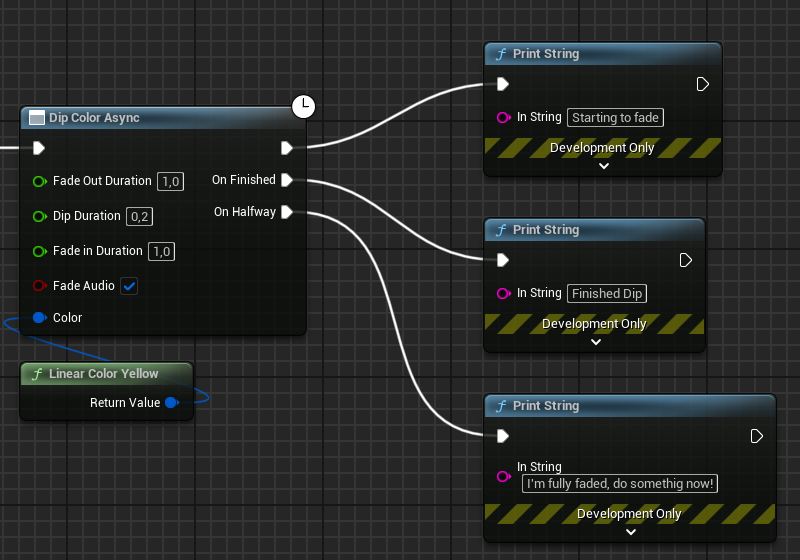 Dip Color Async
Fade Out Duration 1,0
On Finished
Dip Duration 0,2
On Halfway
Fade in Duration 1,0
Fade Audio
Color
Linear Color Yellow
Return Value
Print String
In String Starting to fade
Development Only
Print String
In String Finished Dip
Development Only
Print String
In String
I'm fully faded, do somethig now!
Development Only